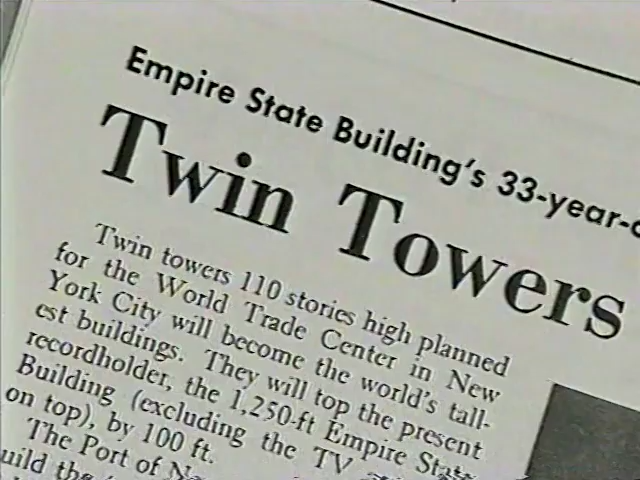 Empire State Building's 33-year-
Twin Towers
Twin towers 110 stories high planned
for the World Trade Center in New
York City will become the world's tall-
est buildings. They will top the present
recordholder, the 1,250-ft Empire State
Building (excluding the TV
on top), by 100 ft.
The Port of